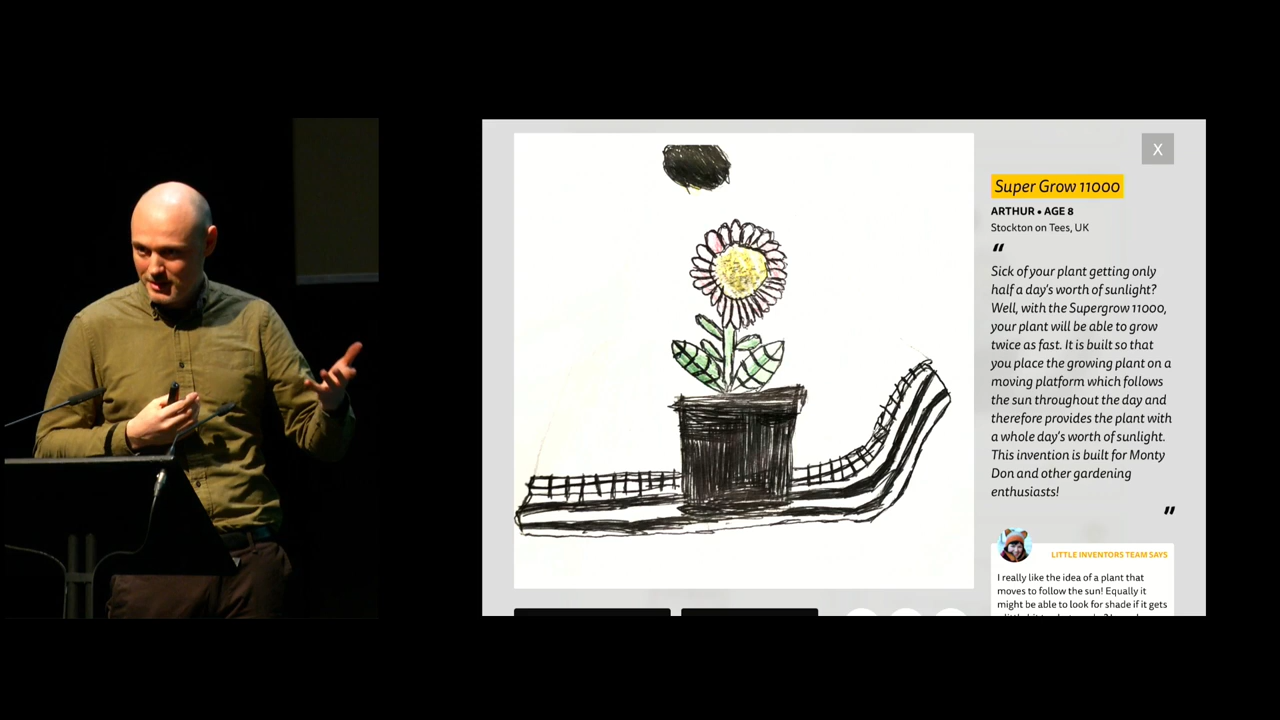 X
Super Grow 11000
ARTHUR • AGE 8
Stockton on Tees, UK
“
Sick of your plant getting only
half a day's worth of sunlight?
Well, with the Supergrow 11000,
your plant will be able to grow
twice as fast. It is built so that
you place the growing plant on a
moving platform which follows
the sun throughout the day and
therefore provides the plant with
a whole day's worth of sunlight.
This invention is built for Monty
Don and other gardening
enthusiasts!
”
LITTLE INVENTORS TEAM SAYS
I really like the idea of a plant that
moves to follow the sun! Equally it
might be able to look for shade if it gets